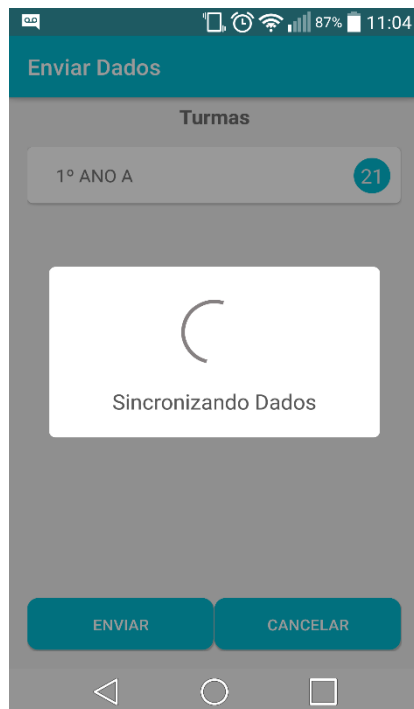 87% 11:04
Enviar Dados
Turmas
1º ANO A 21
Sincronizando Dados
ENVIAR CANCELAR